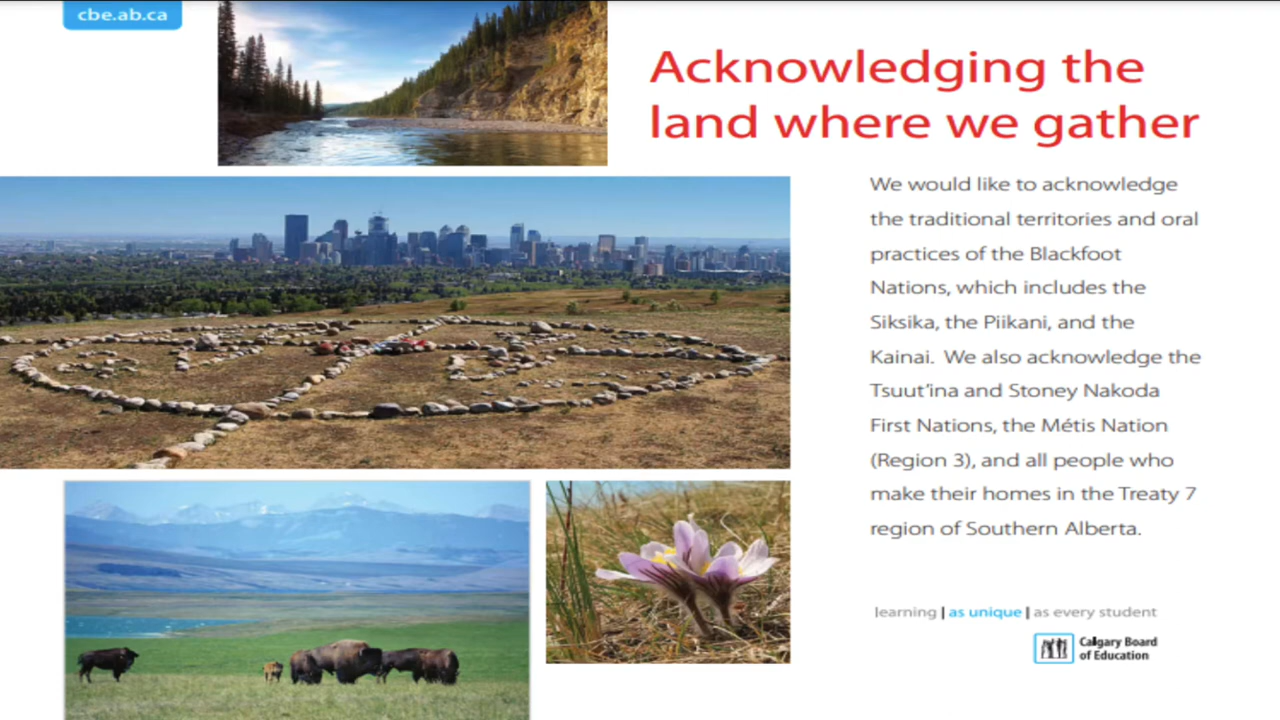 cbe.ab.ca
Acknowledging the
land where we gather
We would like to acknowledge
the traditional territories and oral
practices of the Blackfoot
Nations, which includes the
Siksika, the Piikani, and the
Kainai. We also acknowledge the
Tsuut’ina and Stoney Nakoda
First Nations, the Métis Nation
(Region 3), and all people who
make their homes in the Treaty 7
region of Southern Alberta.
learning | as unique | as every student
Calgary Board
of Education